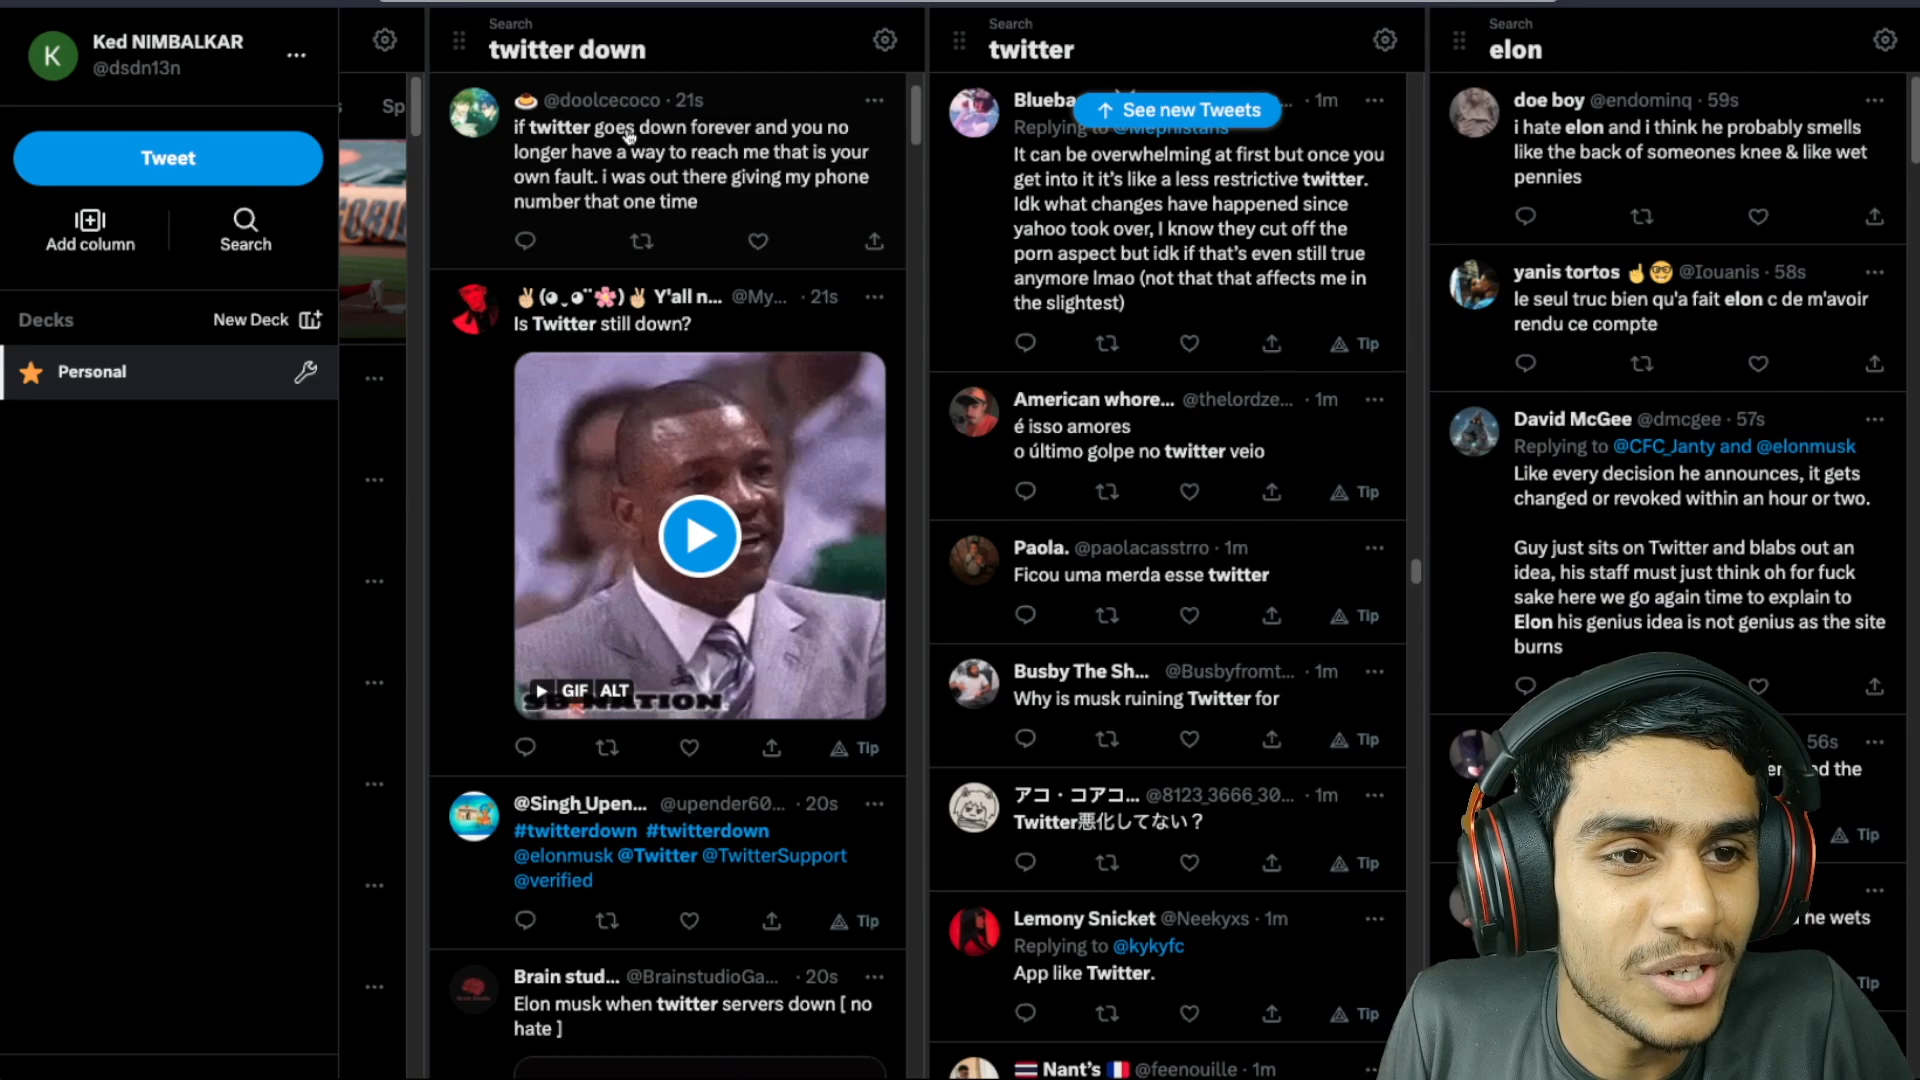 K
Ked NIMBALKAR
@dsdn13n
Tweet
Add column
Search
Decks
New Deck
Personal
Sp
Search
twitter down
@doolcecoco · 21s
if twitter goes down forever and you no
longer have a way to reach me that is your
own fault. i was out there giving my phone
number that one time
Y'all n... @My... · 21s
Is Twitter still down?
GIF ALT
SB NATION
Tip
@Singh_Upen... @upender60... · 20s
#twitterdown #twitterdown
@elonmusk @Twitter @TwitterSupport
@verified
Tip
Brain stud... @BrainstudioGa... · 20s
Elon musk when twitter servers down [ no
hate ]
Search
twitter
See new Tweets
Blueba ... · 1m
Replying to @Mephistans
It can be overwhelming at first but once you
get into it it's like a less restrictive twitter.
Idk what changes have happened since
yahoo took over, I know they cut off the
porn aspect but idk if that's even still true
anymore lmao (not that that affects me in
the slightest)
Tip
American whore... @thelordze... · 1m
é isso amores
o último golpe no twitter veio
Tip
Paola. @paolacasstrro · 1m
Ficou uma merda esse twitter
Tip
Busby The Sh... @Busbyfromt... · 1m
Why is musk ruining Twitter for
Tip
アコ・コアコ... @8123_3666_30... · 1m
Twitter悪化してない？
Tip
Lemony Snicket @Neekyxs · 1m
Replying to @kykyfc
App like Twitter.
Tip
Nant's @feenouille · 1m
Search
elon
doe boy @endominq · 59s
i hate elon and i think he probably smells
like the back of someones knee & like wet
pennies
yanis tortos @Iouanis · 58s
le seul truc bien qu'a fait elon c de m'avoir
rendu ce compte
David McGee @dmcgee · 57s
Replying to @CFC_Janty and @elonmusk
Like every decision he announces, it gets
changed or revoked within an hour or two.
Guy just sits on Twitter and blabs out an
idea, his staff must just think oh for fuck
sake here we go again time to explain to
Elon his genius idea is not genius as the site
burns
56s
d the
Tip
he wets
Tip